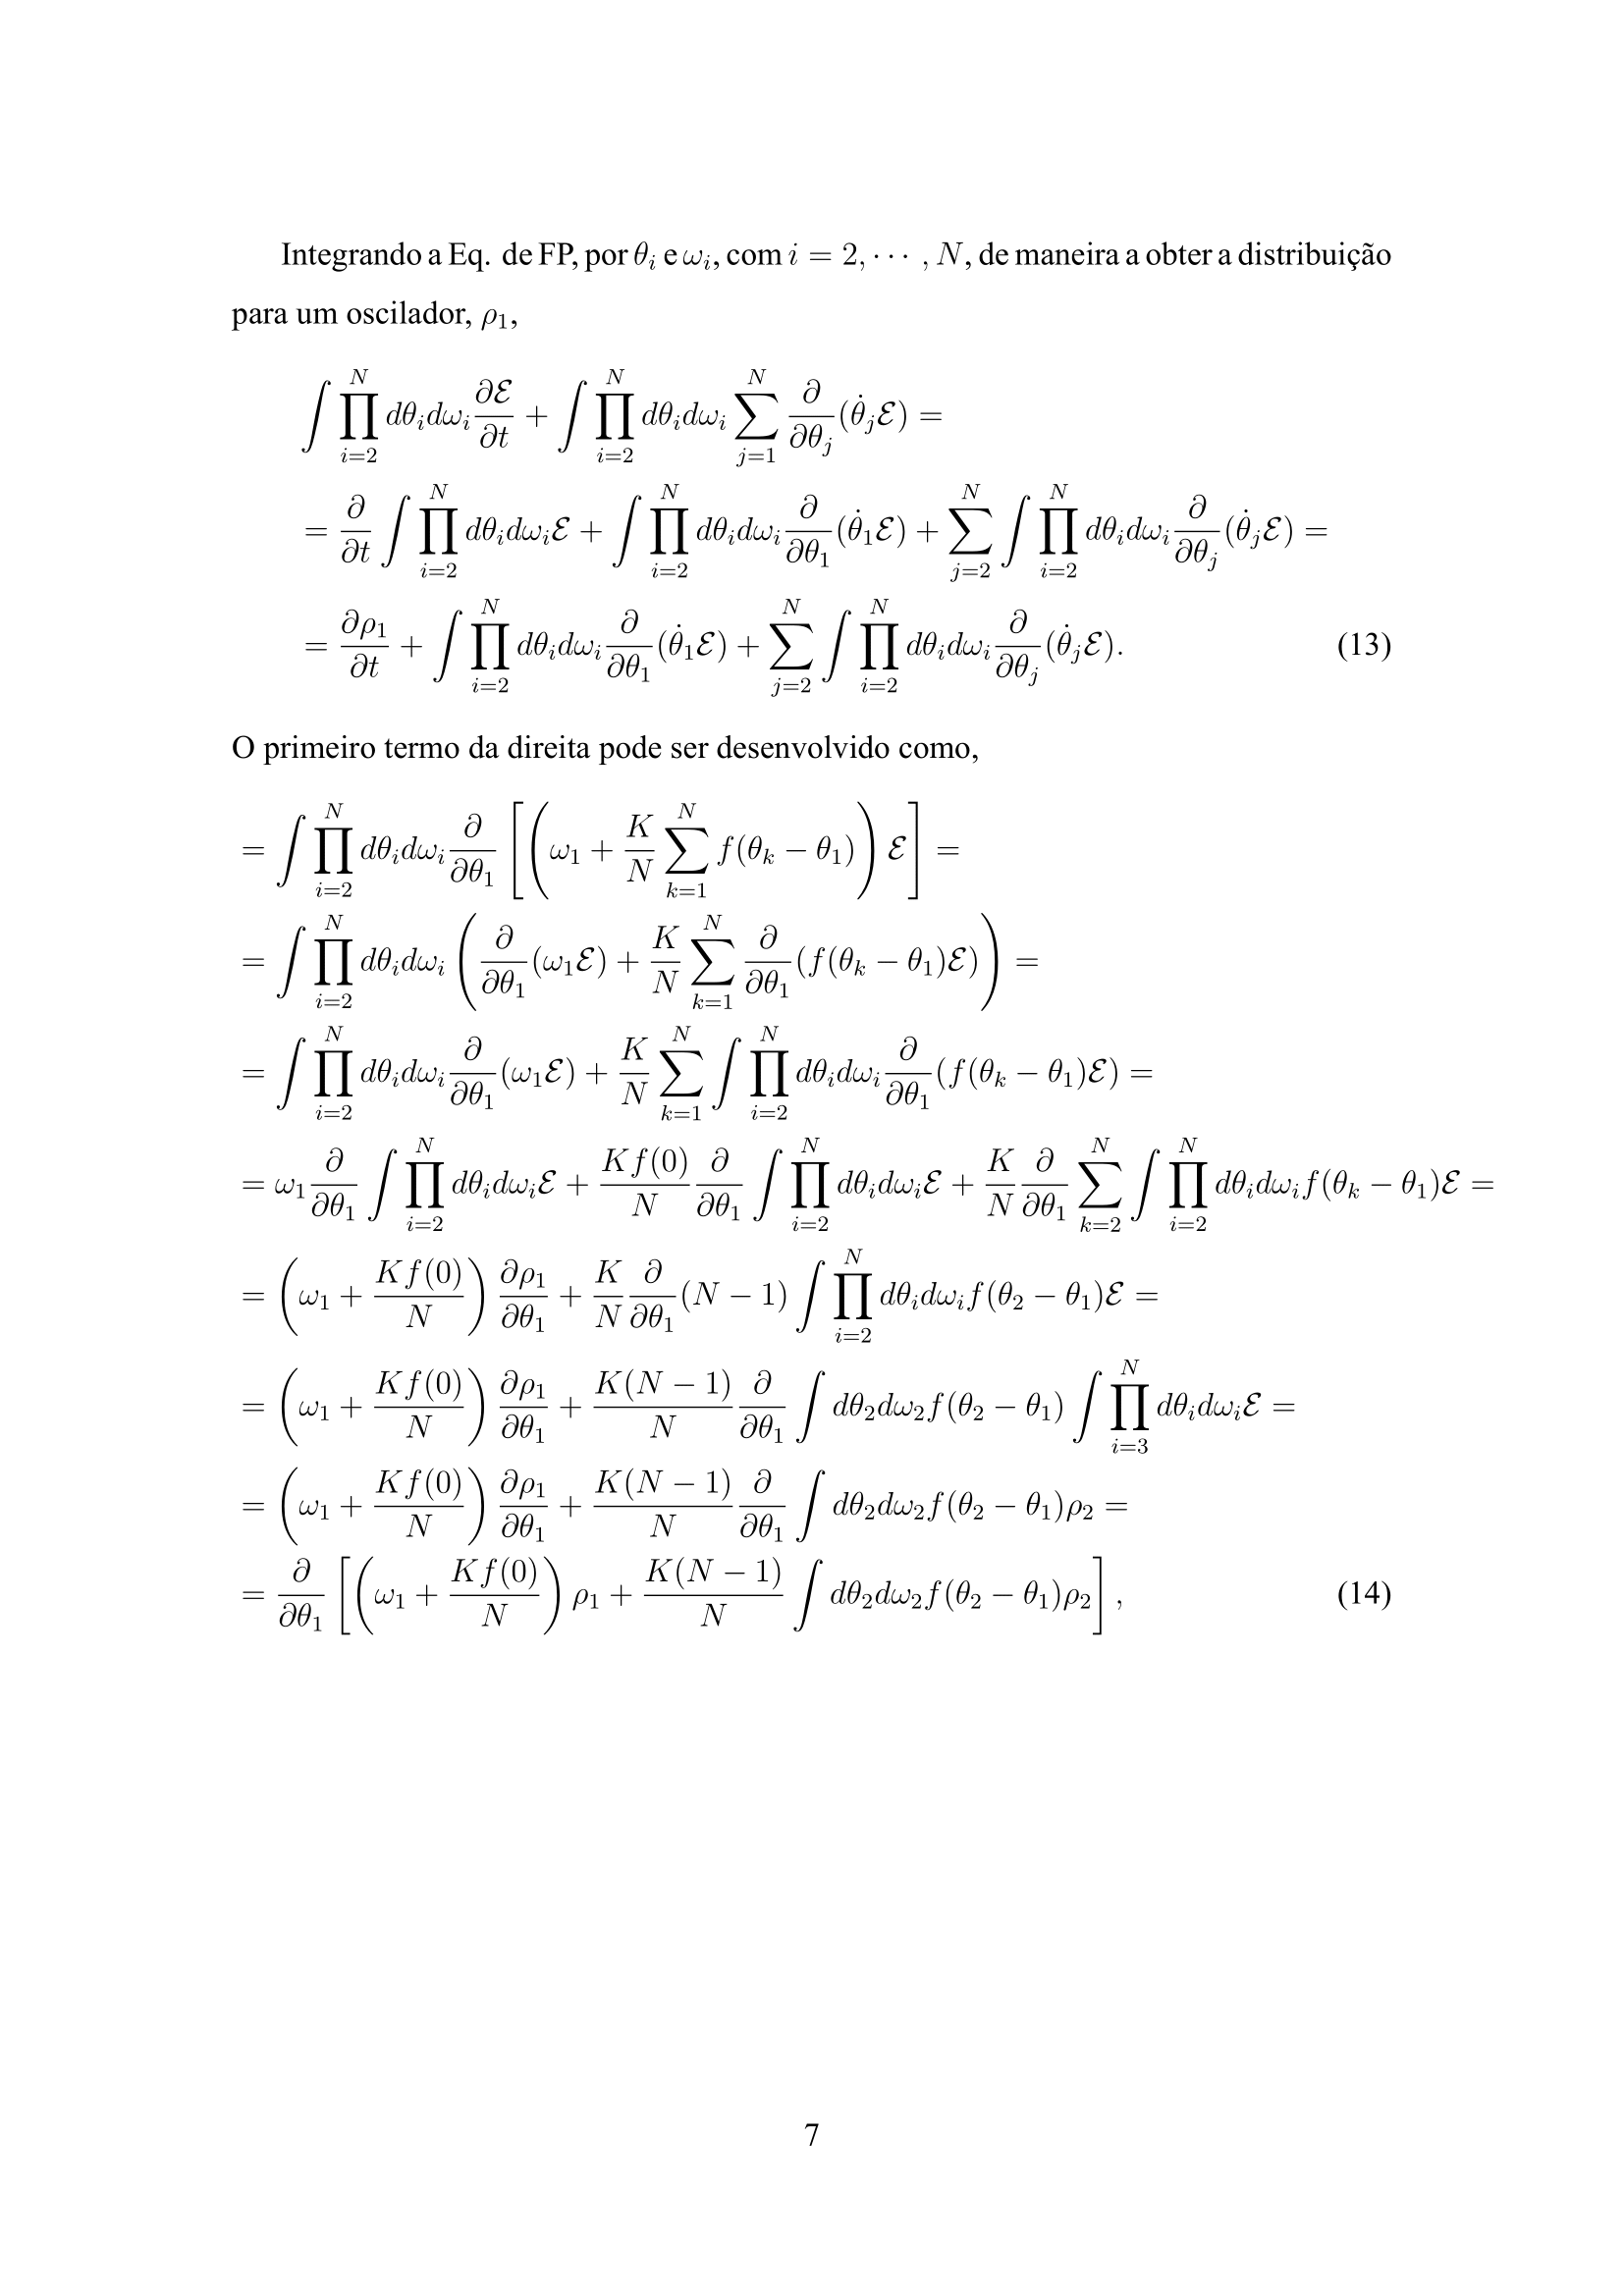 Integrando a Eq. de FP, por $\theta_i$ e $\omega_i$, com $i = 2, \cdots, N$, de maneira a obter a distribuição
para um oscilador, $\rho_1$,
$\int \prod_{i=2}^{N} d\theta_i d\omega_i \frac{\partial \mathcal{E}}{\partial t} + \int \prod_{i=2}^{N} d\theta_i d\omega_i \sum_{j=1}^{N} \frac{\partial}{\partial \theta_j} (\dot{\theta}_j \mathcal{E}) =$
$= \frac{\partial}{\partial t} \int \prod_{i=2}^{N} d\theta_i d\omega_i \mathcal{E} + \int \prod_{i=2}^{N} d\theta_i d\omega_i \frac{\partial}{\partial \theta_1} (\dot{\theta}_1 \mathcal{E}) + \sum_{j=2}^{N} \int \prod_{i=2}^{N} d\theta_i d\omega_i \frac{\partial}{\partial \theta_j} (\dot{\theta}_j \mathcal{E}) =$
$= \frac{\partial \rho_1}{\partial t} + \int \prod_{i=2}^{N} d\theta_i d\omega_i \frac{\partial}{\partial \theta_1} (\dot{\theta}_1 \mathcal{E}) + \sum_{j=2}^{N} \int \prod_{i=2}^{N} d\theta_i d\omega_i \frac{\partial}{\partial \theta_j} (\dot{\theta}_j \mathcal{E}).$ (13)
O primeiro termo da direita pode ser desenvolvido como,
$= \int \prod_{i=2}^{N} d\theta_i d\omega_i \frac{\partial}{\partial \theta_1} \left[ \left( \omega_1 + \frac{K}{N} \sum_{k=1}^{N} f(\theta_k - \theta_1) \right) \mathcal{E} \right] =$
$= \int \prod_{i=2}^{N} d\theta_i d\omega_i \left( \frac{\partial}{\partial \theta_1} (\omega_1 \mathcal{E}) + \frac{K}{N} \sum_{k=1}^{N} \frac{\partial}{\partial \theta_1} (f(\theta_k - \theta_1) \mathcal{E}) \right) =$
$= \int \prod_{i=2}^{N} d\theta_i d\omega_i \frac{\partial}{\partial \theta_1} (\omega_1 \mathcal{E}) + \frac{K}{N} \sum_{k=1}^{N} \int \prod_{i=2}^{N} d\theta_i d\omega_i \frac{\partial}{\partial \theta_1} (f(\theta_k - \theta_1) \mathcal{E}) =$
$= \omega_1 \frac{\partial}{\partial \theta_1} \int \prod_{i=2}^{N} d\theta_i d\omega_i \mathcal{E} + \frac{K f(0)}{N} \frac{\partial}{\partial \theta_1} \int \prod_{i=2}^{N} d\theta_i d\omega_i \mathcal{E} + \frac{K}{N} \frac{\partial}{\partial \theta_1} \sum_{k=2}^{N} \int \prod_{i=2}^{N} d\theta_i d\omega_i f(\theta_k - \theta_1) \mathcal{E} =$
$= \left( \omega_1 + \frac{K f(0)}{N} \right) \frac{\partial \rho_1}{\partial \theta_1} + \frac{K}{N} \frac{\partial}{\partial \theta_1} (N - 1) \int \prod_{i=2}^{N} d\theta_i d\omega_i f(\theta_2 - \theta_1) \mathcal{E} =$
$= \left( \omega_1 + \frac{K f(0)}{N} \right) \frac{\partial \rho_1}{\partial \theta_1} + \frac{K(N - 1)}{N} \frac{\partial}{\partial \theta_1} \int d\theta_2 d\omega_2 f(\theta_2 - \theta_1) \int \prod_{i=3}^{N} d\theta_i d\omega_i \mathcal{E} =$
$= \left( \omega_1 + \frac{K f(0)}{N} \right) \frac{\partial \rho_1}{\partial \theta_1} + \frac{K(N - 1)}{N} \frac{\partial}{\partial \theta_1} \int d\theta_2 d\omega_2 f(\theta_2 - \theta_1) \rho_2 =$
$= \frac{\partial}{\partial \theta_1} \left[ \left( \omega_1 + \frac{K f(0)}{N} \right) \rho_1 + \frac{K(N - 1)}{N} \int d\theta_2 d\omega_2 f(\theta_2 - \theta_1) \rho_2 \right],$ (14)
7